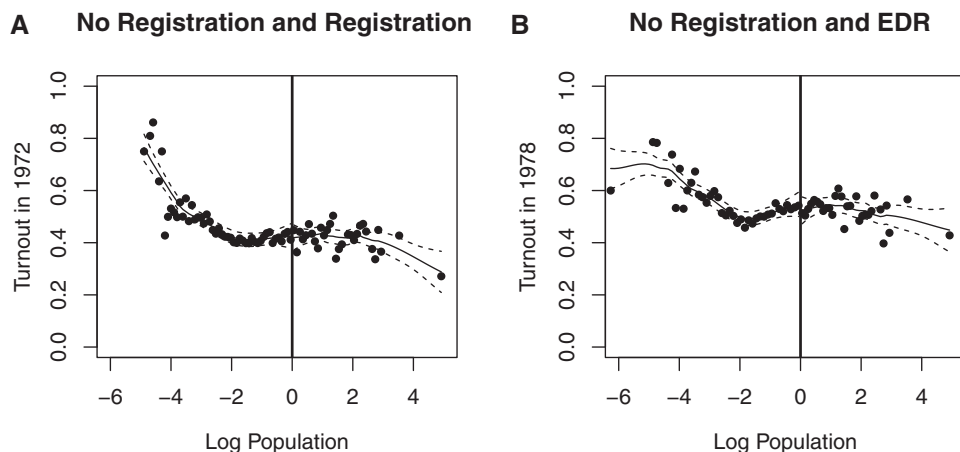 A No Registration and Registration
Turnout in 1972
1.0
0.8
0.6
0.4
0.2
0.0
−6 −4 −2 0 2 4
Log Population
B No Registration and EDR
Turnout in 1978
1.0
0.8
0.6
0.4
0.2
0.0
−6 −4 −2 0 2 4
Log Population